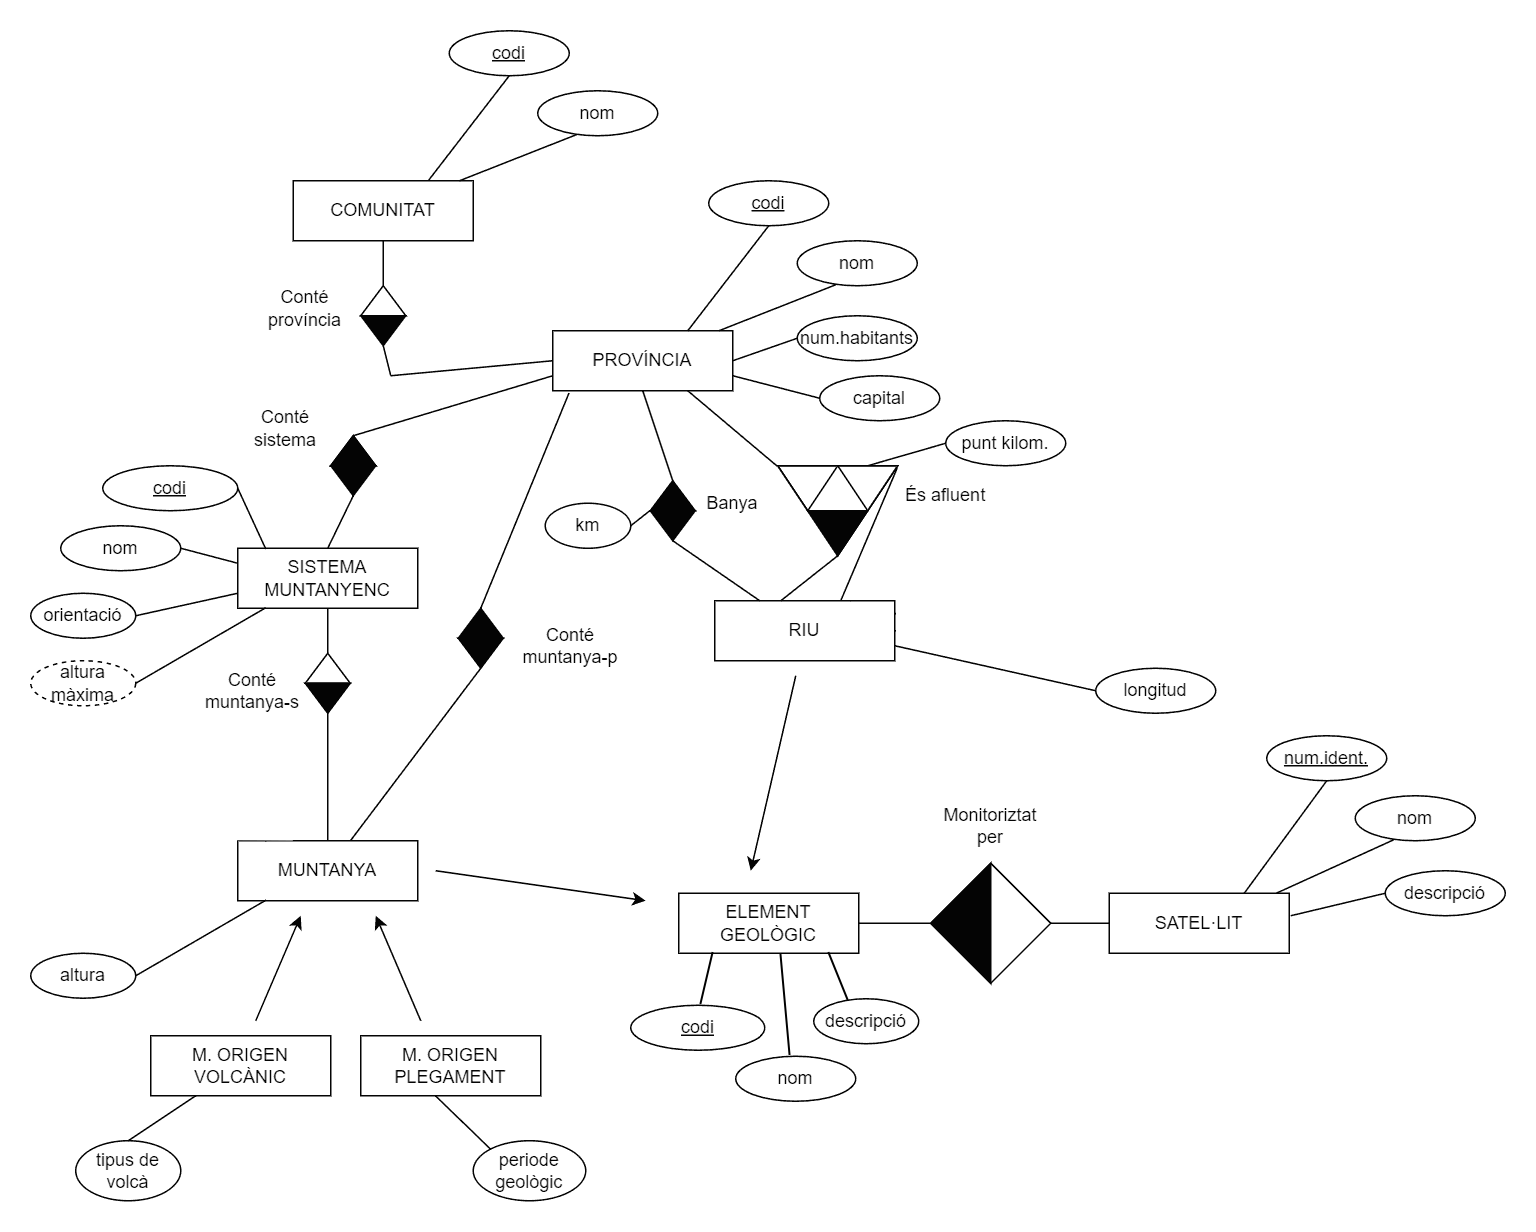 codi
nom
COMUNITAT
codi
nom
Conté
província
num.habitants
PROVÍNCIA
capital
Conté
sistema
punt kilom.
codi
És afluent
Banya
km
nom
SISTEMA
MUNTANYENC
orientació
RIU
Conté
muntanya-p
altura
màxima
Conté
muntanya-s
longitud
num.ident.
Monitoriztat
per
nom
MUNTANYA
descripció
ELEMENT
GEOLÒGIC
SATEL·LIT
altura
codi
descripció
M. ORIGEN
VOLCÀNIC
M. ORIGEN
PLEGAMENT
nom
tipus de
volcà
periode
geològic